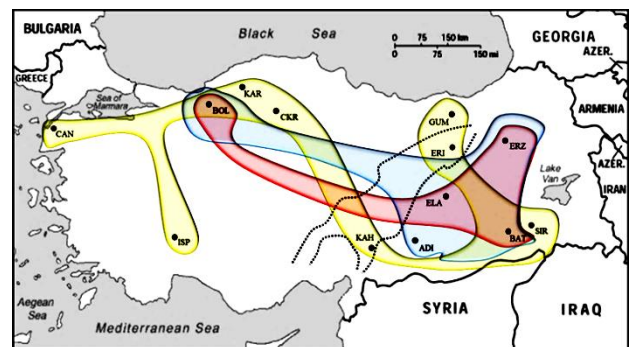 BULGARIA
Black Sea
0 75 150 km
0 75 150 mi
GEORGIA
AZER.
GREECE
Sea of
Marmara
KAR
BOL
CKR
GUM
ARMENIA
CAN
ERI
ERZ
AZER.
Lake
Van
IRAN
ELA
ISP
KAH
ADI
BAT
SIR
Aegean
Sea
Mediterranean Sea
SYRIA
IRAQ